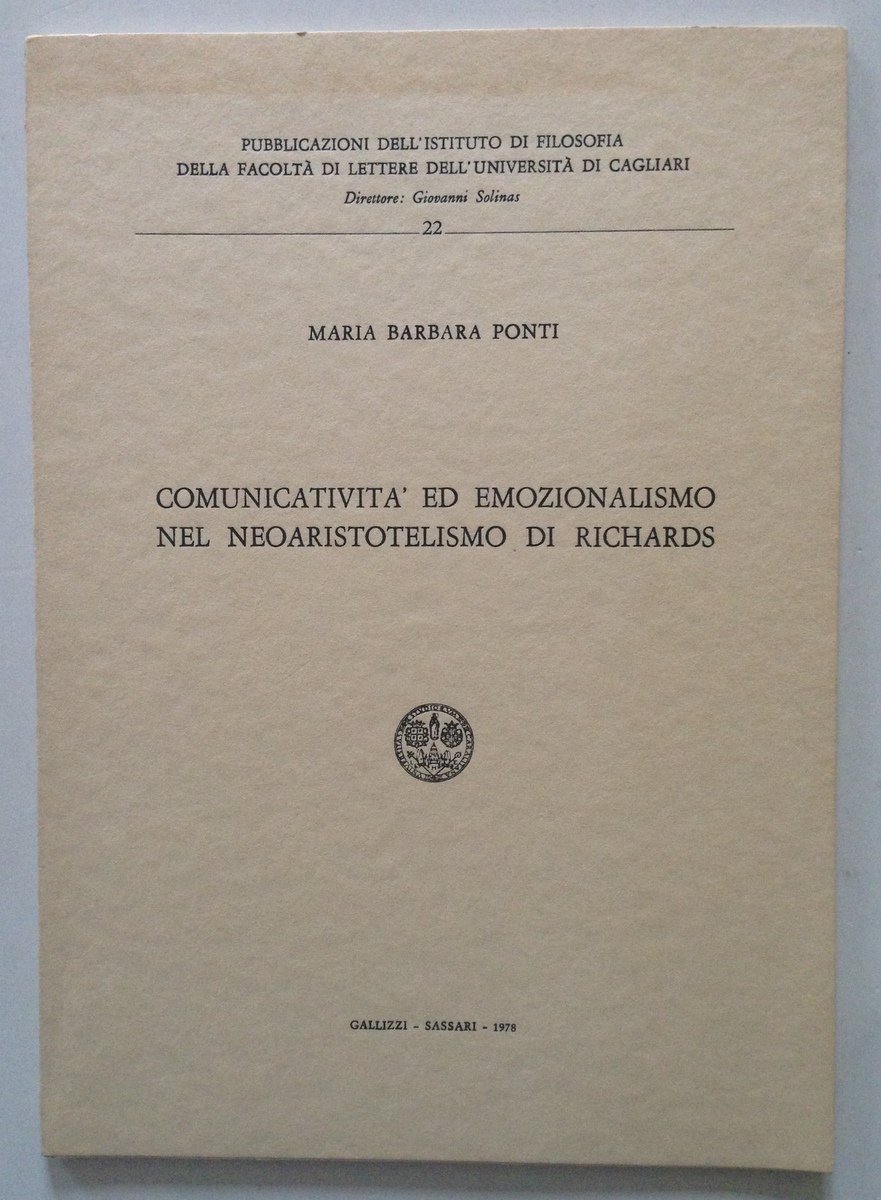 PUBBLICAZIONI DELL'ISTITUTO DI FILOSOFIA
DELLA FACOLTÀ DI LETTERE DELL'UNIVERSITÀ DI CAGLIARI
Direttore: Giovanni Solinas
22
MARIA BARBARA PONTI
COMUNICATIVITA' ED EMOZIONALISMO
NEL NEOARISTOTELISMO DI RICHARDS
GALLIZZI - SASSARI - 1978